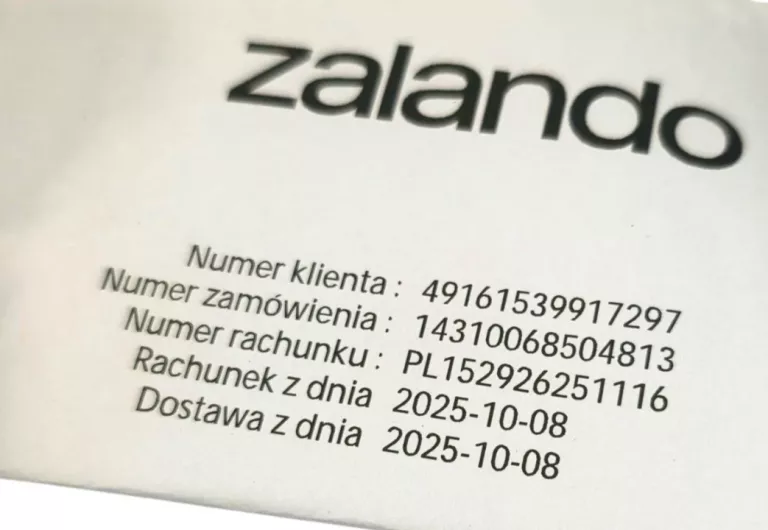 zalando
Numer klienta : 49161539917297
Numer zamówienia : 14310068504813
Numer rachunku : PL152926251116
Rachunek z dnia 2025-10-08
Dostawa z dnia 2025-10-08